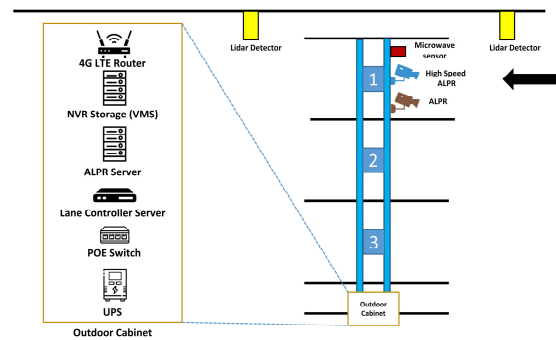 4G LTE Router
NVR Storage (VMS)
ALPR Server
Lane Controller Server
POE Switch
UPS
Outdoor Cabinet
Lidar Detector
Lidar Detector
Microwave
sensor
High Speed
ALPR
ALPR
1
2
3
Outdoor
Cabinet